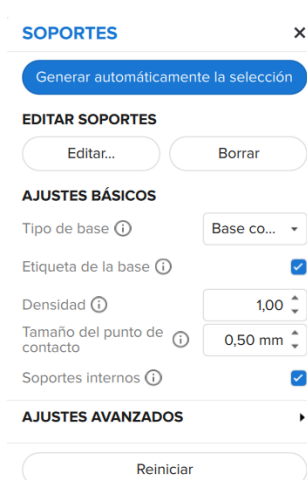 SOPORTES
Generar automáticamente la selección
EDITAR SOPORTES
Editar... Borrar
AJUSTES BÁSICOS
Tipo de base Base co...
Etiqueta de la base
Densidad 1,00
Tamaño del punto de
contacto 0,50 mm
Soportes internos
AJUSTES AVANZADOS
Reiniciar